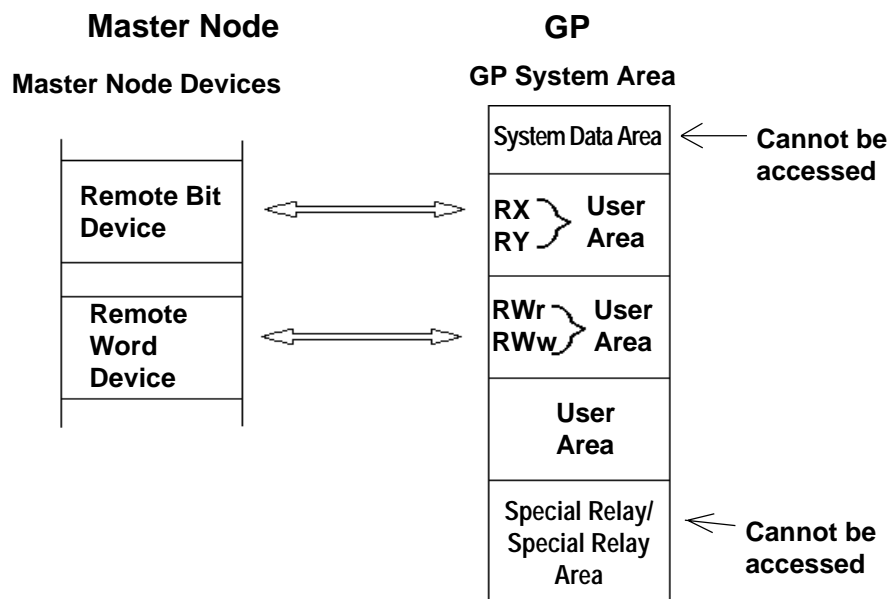 Master Node
GP
Master Node Devices
GP System Area
System Data Area
Cannot be
accessed
Remote Bit
Device
RX
RY
User
Area
Remote
Word
Device
RWr
RWw
User
Area
User
Area
Special Relay/
Special Relay
Area
Cannot be
accessed